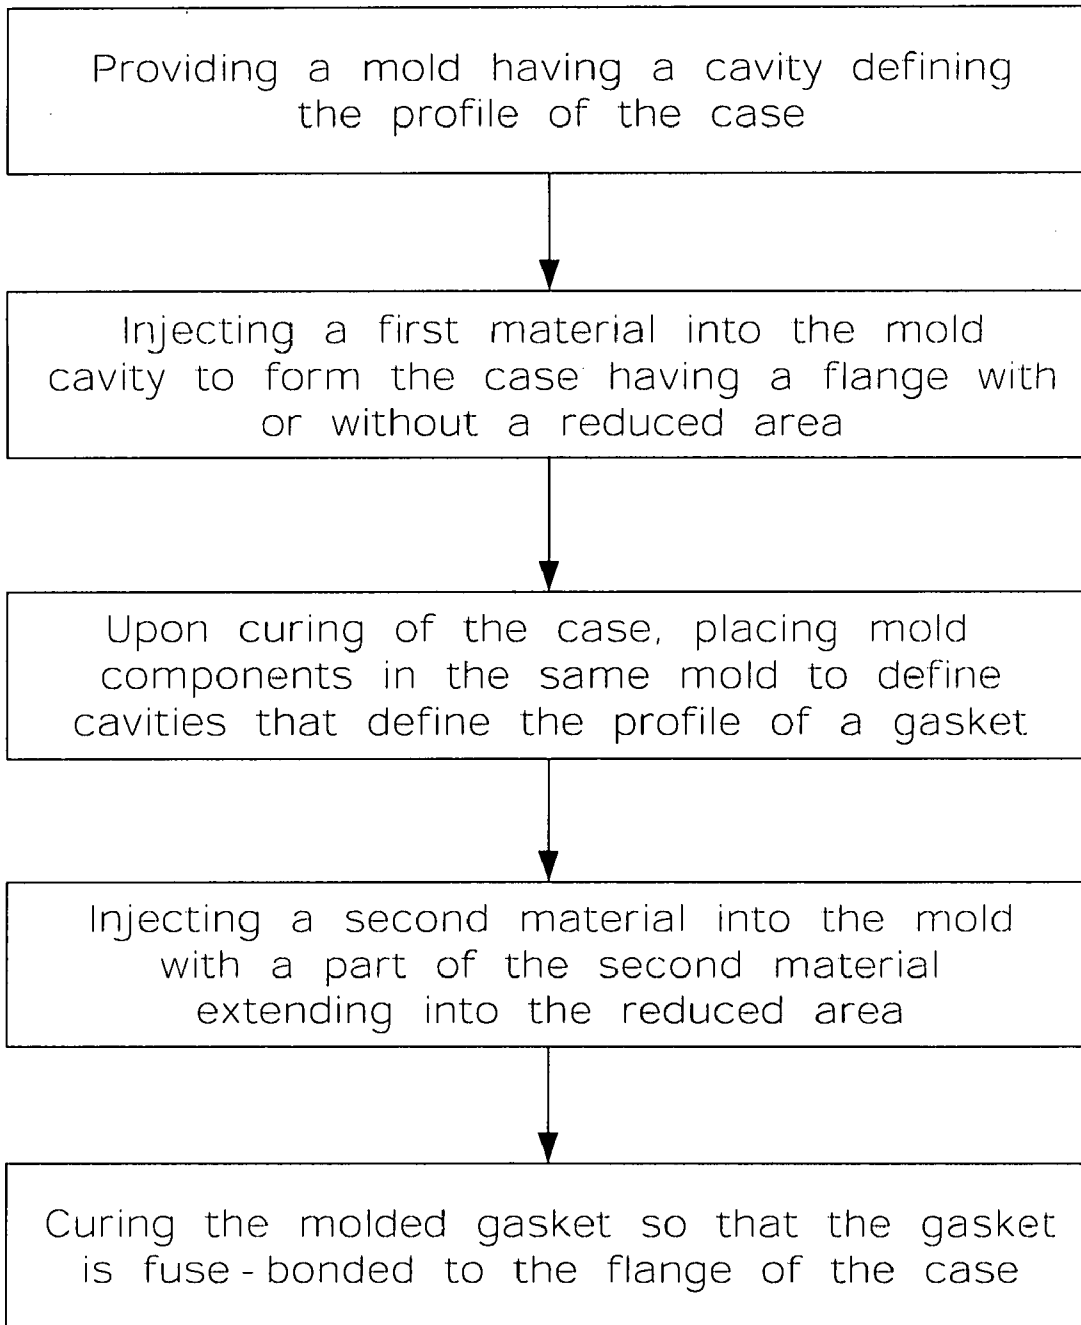 Providing a mold having a cavity defining
the profile of the case
Injecting a first material into the mold
cavity to form the case having a flange with
or without a reduced area
Upon curing of the case, placing mold
components in the same mold to define
cavities that define the profile of a gasket
Injecting a second material into the mold
with a part of the second material
extending into the reduced area
Curing the molded gasket so that the gasket
is fuse-bonded to the flange of the case